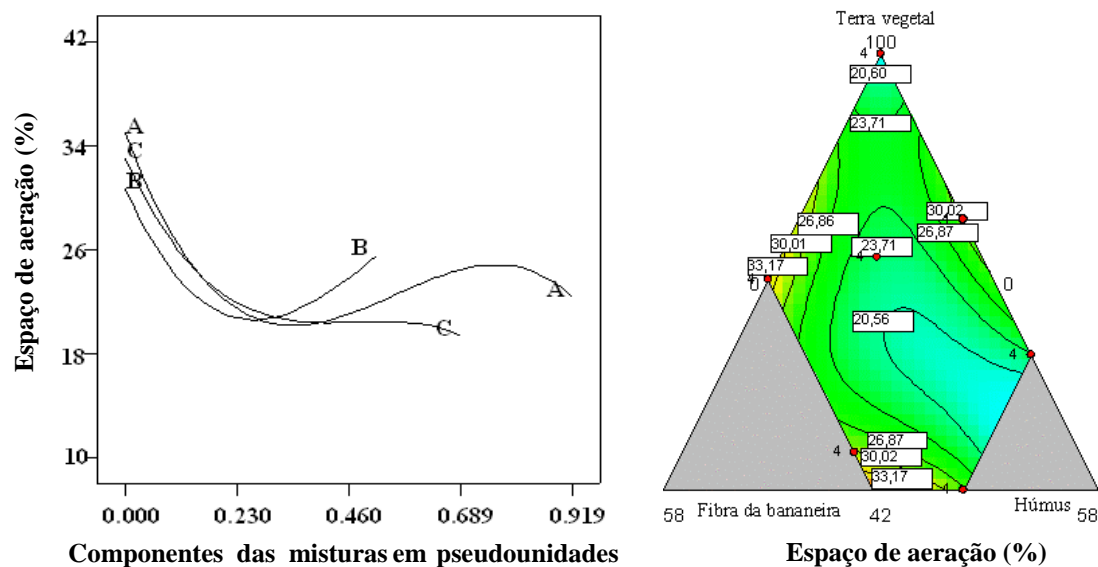 42
34
26
18
10
Espaço de aeração (%)
A
C
B
B
A
C
0.000 0.230 0.460 0.689 0.919
Componentes das misturas em pseudounidades
Terra vegetal
100
4
20,60
23,71
30,02
4
26,86
26,87
30,01
23,71
33,17
4
4
0
0
20,56
4
26,87
4
30,02
33,17
4
Fibra da bananeira
Húmus
58
42
58
Espaço de aeração (%)